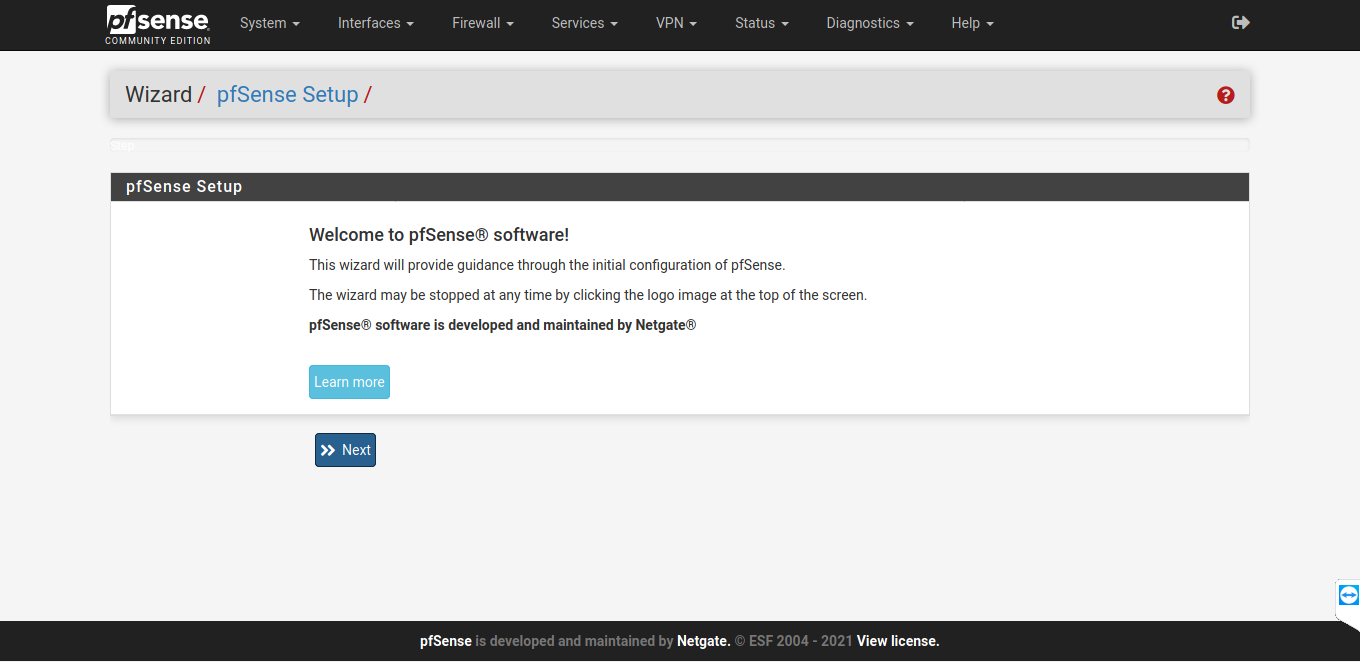 pfsense
COMMUNITY EDITION
System Interfaces Firewall Services VPN Status Diagnostics Help
Wizard / pfSense Setup /
Step
pfSense Setup
Welcome to pfSense® software!
This wizard will provide guidance through the initial configuration of pfSense.
The wizard may be stopped at any time by clicking the logo image at the top of the screen.
pfSense® software is developed and maintained by Netgate®
Learn more
Next
pfSense is developed and maintained by Netgate. © ESF 2004 - 2021 View license.